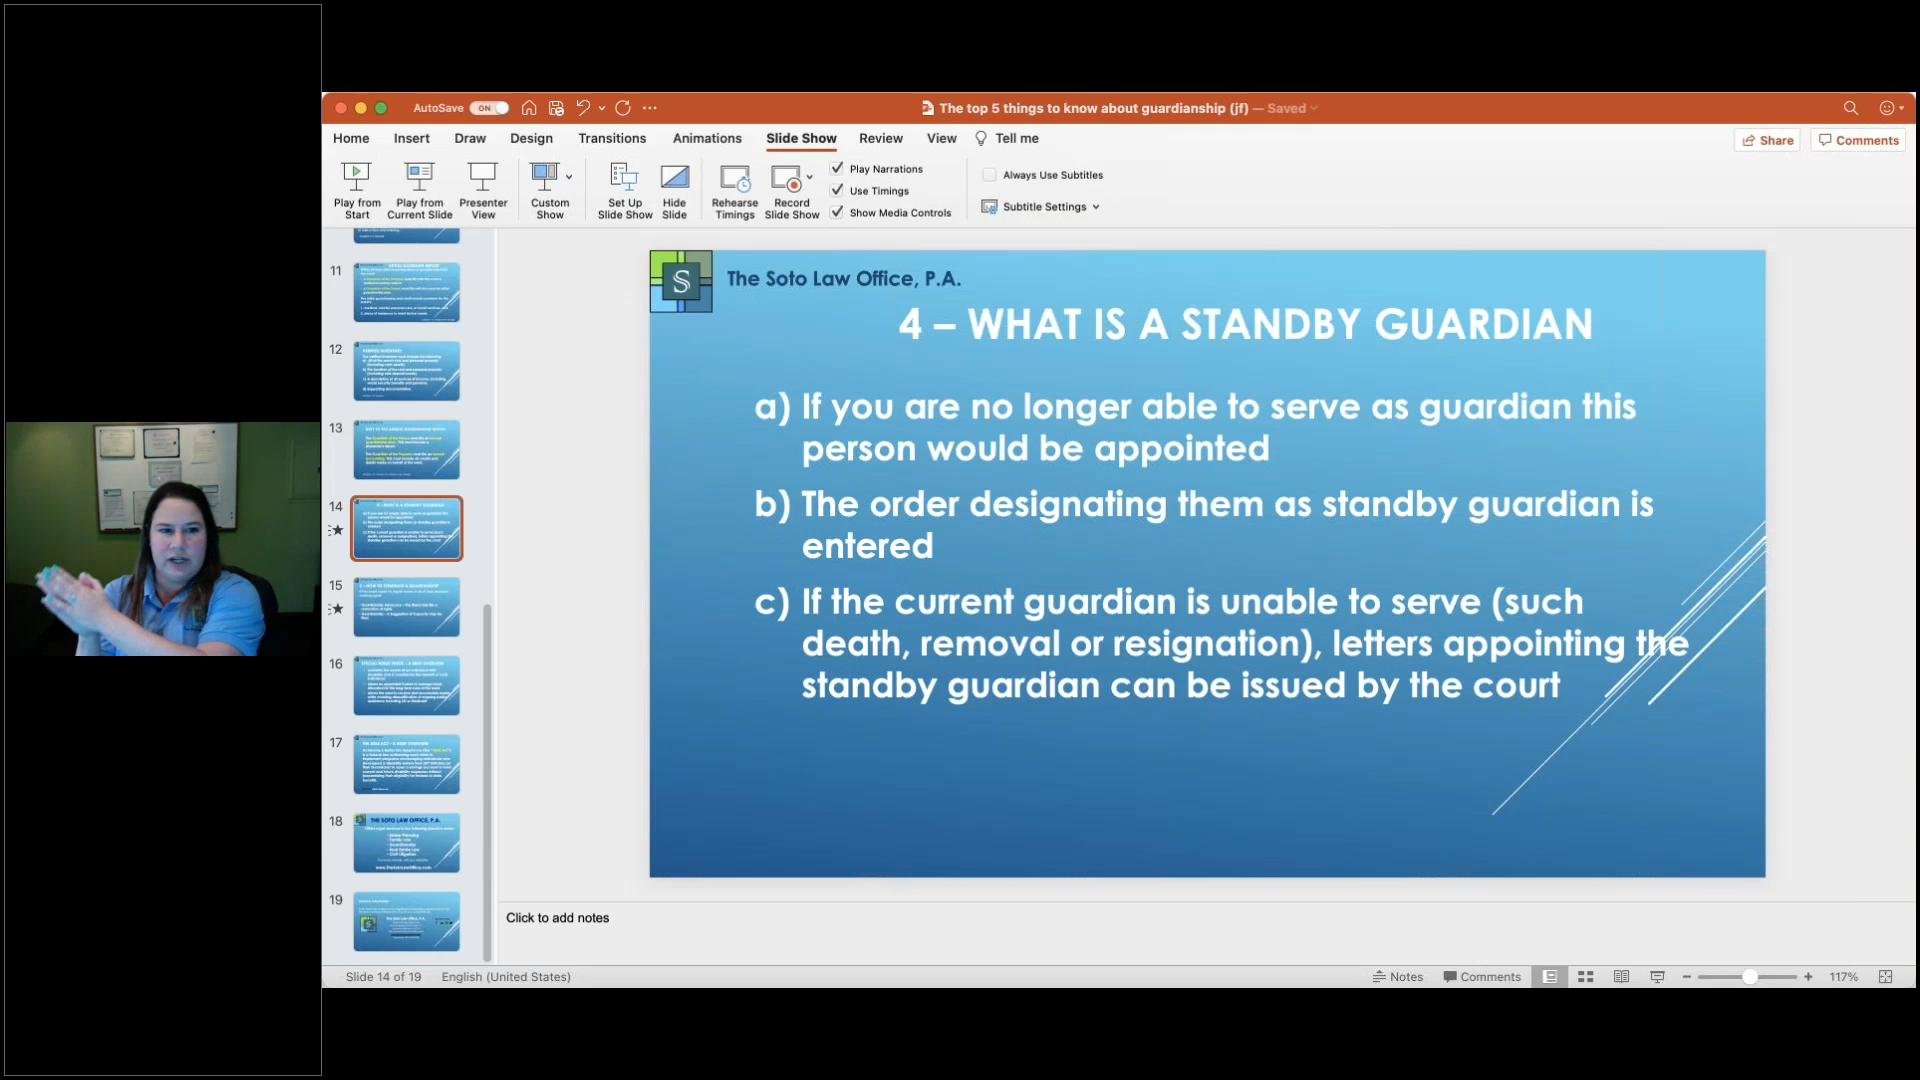 AutoSave ON
The top 5 things to know about guardianship (jf) — Saved
Home Insert Draw Design Transitions Animations Slide Show Review View Tell me
Share Comments
Play from Start
Play from Current Slide
Presenter View
Custom Show
Set Up Slide Show
Hide Slide
Rehearse Timings
Record Slide Show
Play Narrations
Use Timings
Show Media Controls
Always Use Subtitles
Subtitle Settings
11
12
13
14
15
16
17
18
THE SOTO LAW OFFICE, P.A.
19
S The Soto Law Office, P.A.
4 – WHAT IS A STANDBY GUARDIAN
a) If you are no longer able to serve as guardian this
person would be appointed
b) The order designating them as standby guardian is
entered
c) If the current guardian is unable to serve (such
death, removal or resignation), letters appointing the
standby guardian can be issued by the court
Click to add notes
Slide 14 of 19 English (United States)
Notes Comments 117%